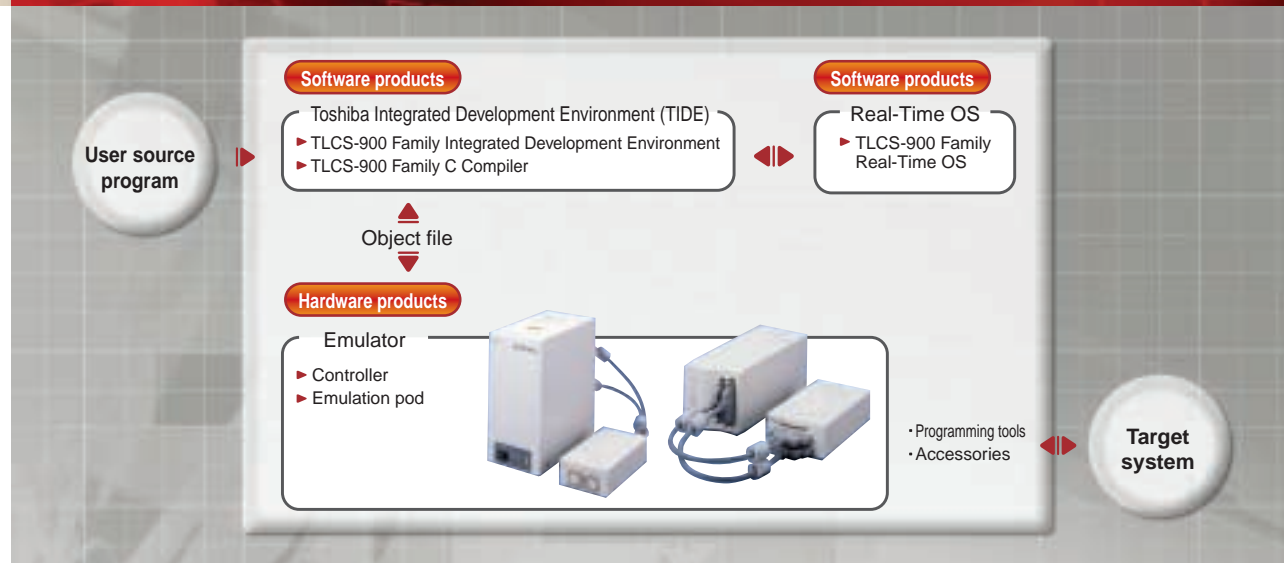 Software products
Toshiba Integrated Development Environment (TIDE)
TLCS-900 Family Integrated Development Environment
TLCS-900 Family C Compiler
Software products
Real-Time OS
TLCS-900 Family
Real-Time OS
User source
program
Object file
Hardware products
Emulator
Controller
Emulation pod
・Programming tools
・Accessories
Target
system